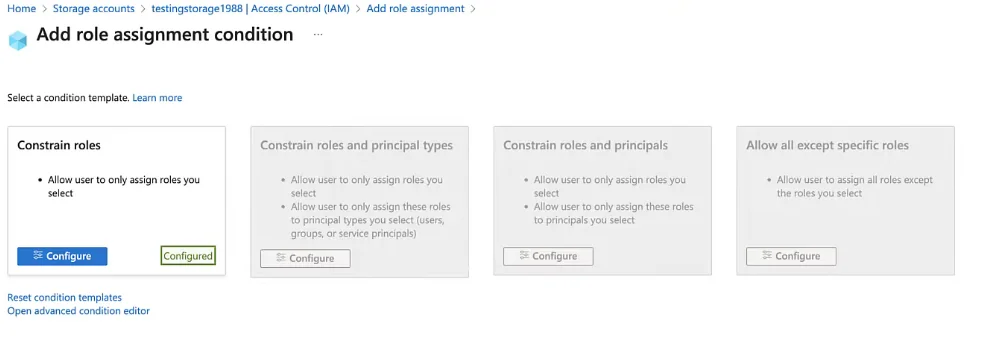 Home > Storage accounts > testingstorage1988 | Access Control (IAM) > Add role assignment >
Add role assignment condition ...
Select a condition template. Learn more
Constrain roles
• Allow user to only assign roles you
select
Configure
Configured
Constrain roles and principal types
• Allow user to only assign roles you
select
• Allow user to only assign these roles
to principal types you select (users,
groups, or service principals)
Configure
Constrain roles and principals
• Allow user to only assign roles you
select
• Allow user to only assign these roles
to principals you select
Configure
Allow all except specific roles
• Allow user to assign all roles except
the roles you select
Configure
Reset condition templates
Open advanced condition editor